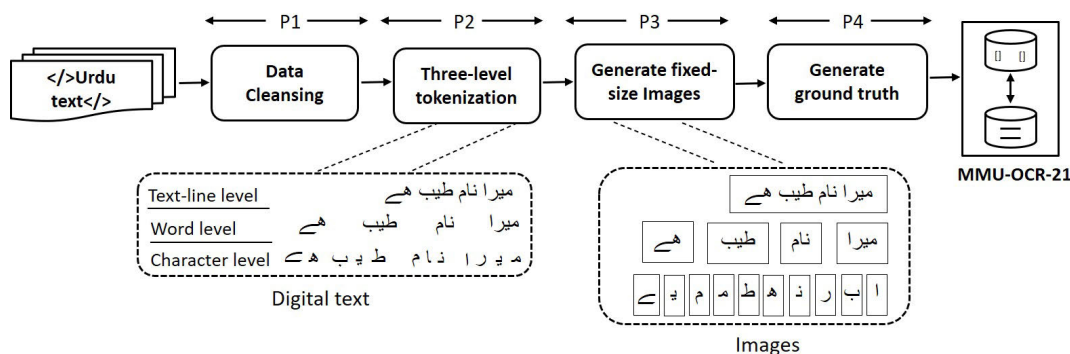 P1 P2 P3 P4
</>Urdu text</>
Data Cleansing
Three-level tokenization
Generate fixed-size Images
Generate ground truth
[] []
MMU-OCR-21
Text-line level میرا نام طیب ھے
Word level میرا نام طیب ھے
Character level م ی ر ا ن ا م ط ی ب ھ ے
Digital text
میرا نام طیب ھے
میرا نام طیب ھے
ا ب ر ن ھ ط م م ی ے
Images